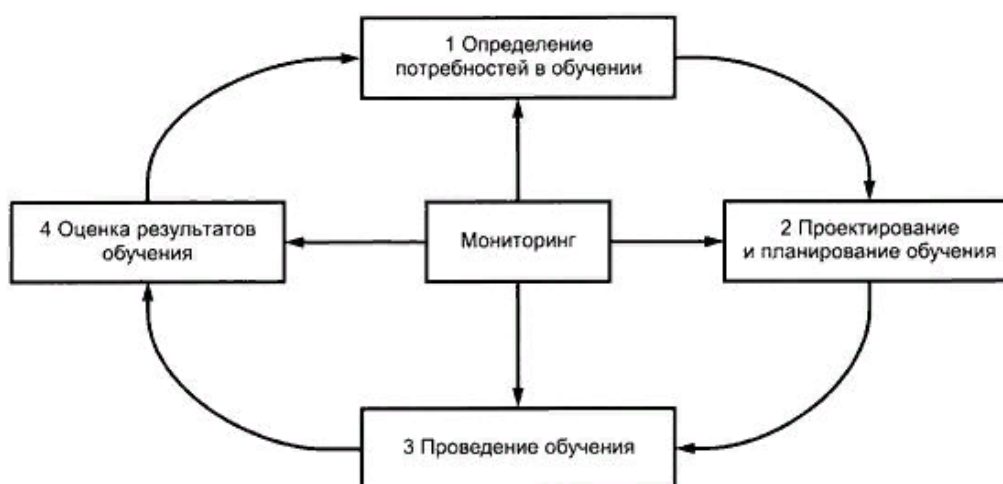 1 Определение
потребностей в обучении
4 Оценка результатов
обучения
Мониторинг
2 Проектирование
и планирование обучения
3 Проведение обучения